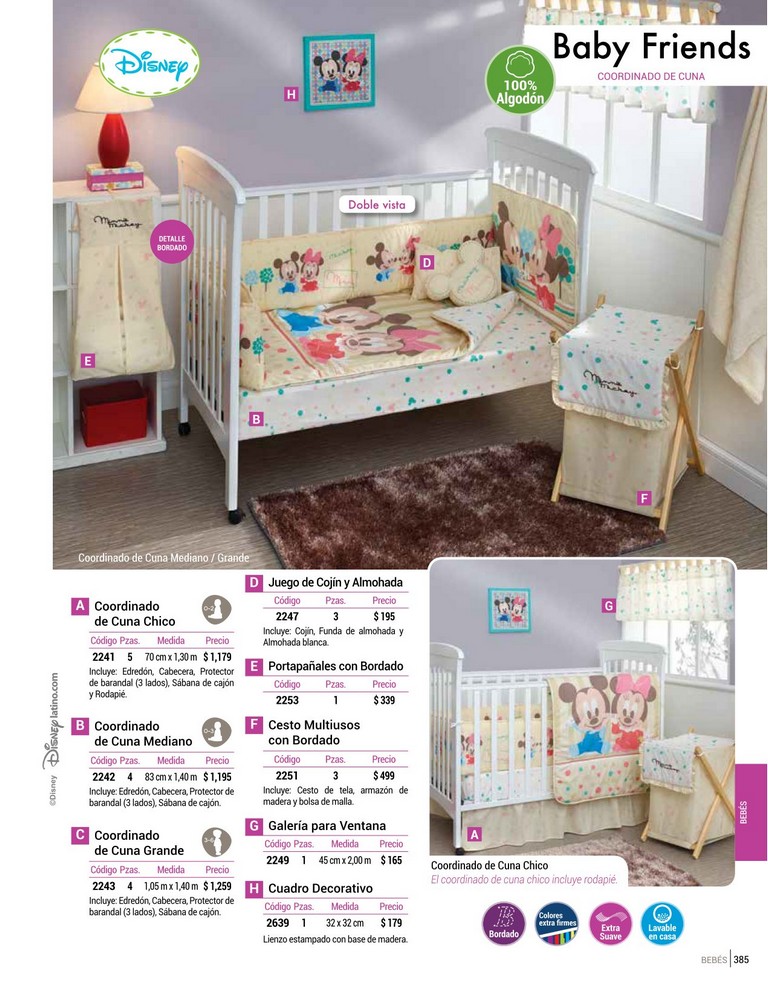 Disney
H
100%
Algodón
Baby Friends
COORDINADO DE CUNA
Doble vista
Minnie
Mickey
DETALLE
BORDADO
D
E
B
Minnie
Mickey
F
Coordinado de Cuna Mediano / Grande
A Coordinado
de Cuna Chico
0-2
Código Pzas. Medida Precio
2241 5 70 cm x 1,30 m $ 1,179
Incluye: Edredón, Cabecera, Protector
de barandal (3 lados), Sábana de cajón
y Rodapié.
B Coordinado
de Cuna Mediano
0-3
Código Pzas. Medida Precio
2242 4 83 cm x 1,40 m $ 1,195
Incluye: Edredón, Cabecera, Protector de
barandal (3 lados), Sábana de cajón.
C Coordinado
de Cuna Grande
3-6
Código Pzas. Medida Precio
2243 4 1,05 m x 1,40 m $ 1,259
Incluye: Edredón, Cabecera, Protector de
barandal (3 lados), Sábana de cajón.
©Disney Disneylatino.com
D Juego de Cojín y Almohada
Código Pzas. Precio
2247 3 $ 195
Incluye: Cojín, Funda de almohada y
Almohada blanca.
E Portapañales con Bordado
Código Pzas. Precio
2253 1 $ 339
F Cesto Multiusos
con Bordado
Código Pzas. Precio
2251 3 $ 499
Incluye: Cesto de tela, armazón de
madera y bolsa de malla.
G Galería para Ventana
Código Pzas. Medida Precio
2249 1 45 cm x 2,00 m $ 165
H Cuadro Decorativo
Código Pzas. Medida Precio
2639 1 32 x 32 cm $ 179
Lienzo estampado con base de madera.
G
A
Coordinado de Cuna Chico
El coordinado de cuna chico incluye rodapié.
BEBÉS
Bordado
Colores
extra firmes
Extra
Suave
Lavable
en casa
BEBÉS 385